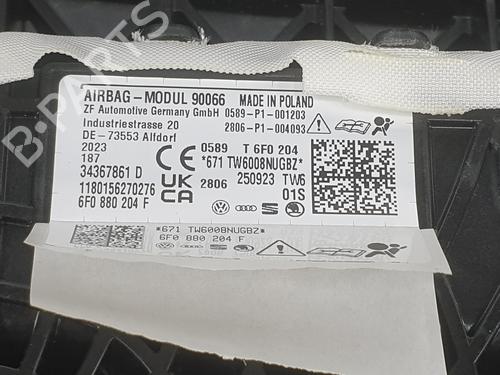 AIRBAG-MODUL 90066 MADE IN POLAND
ZF Automotive Germany GmbH 0589-P1-001203
Industriestrasse 20 2806-P1-004093
DE-73553 Alfdorf
2023 0589 T 6F0 204
187 *671 TW6008NUGBZ*
34367861 D 250923 TW6
1180156270276 2806 01S
6F0 880 204 F
CE
UK
CA
*671 TW6008NUGBZ*
6F0 880 204 F